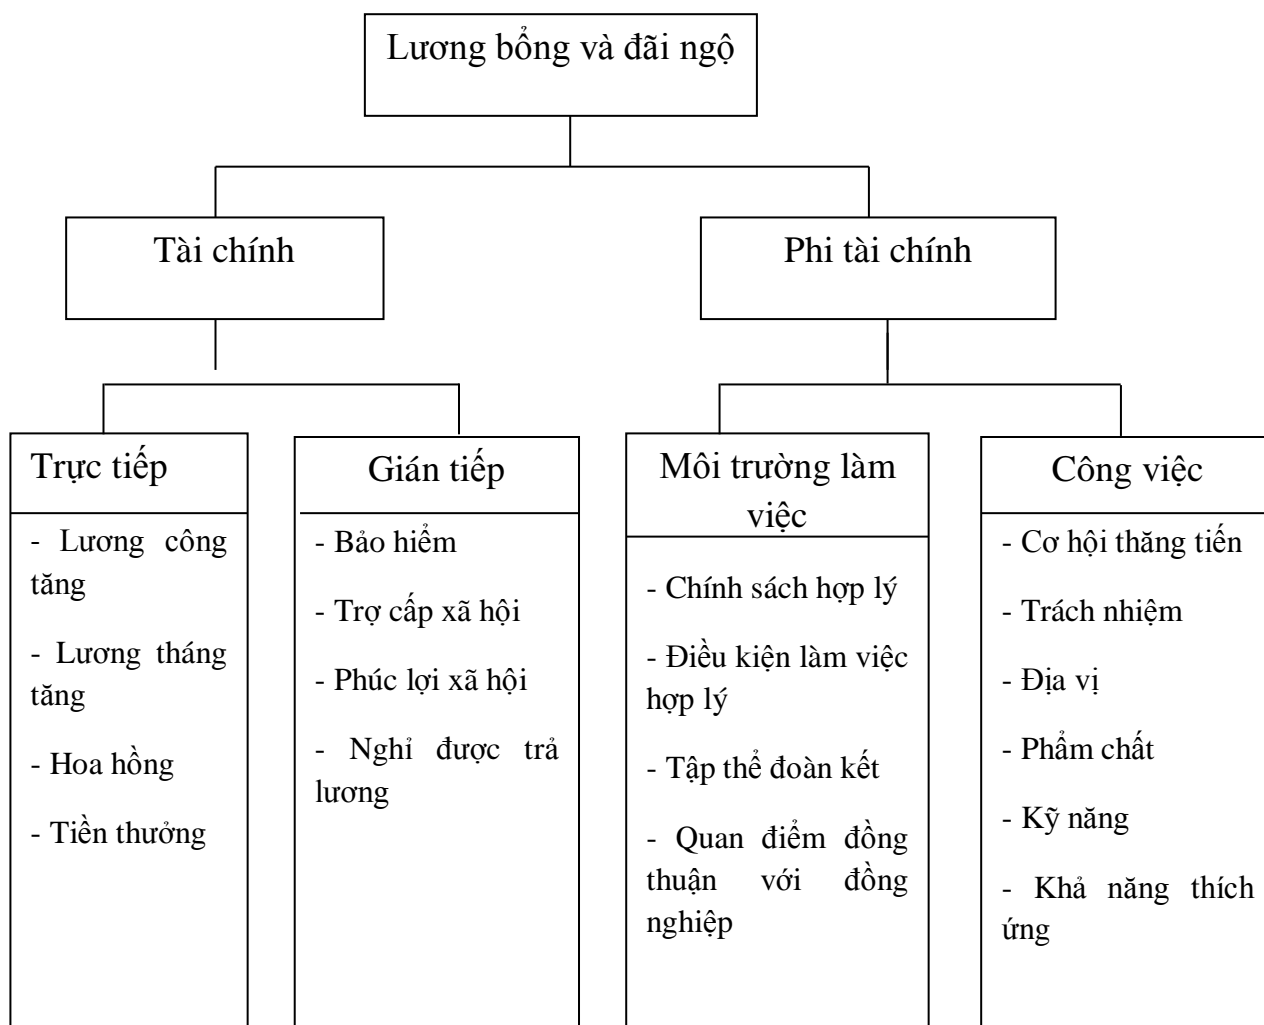 Lương bổng và đãi ngộ
Tài chính
Phi tài chính
Trực tiếp
- Lương công
tăng
- Lương tháng
tăng
- Hoa hồng
- Tiền thưởng
Gián tiếp
- Bảo hiểm
- Trợ cấp xã hội
- Phúc lợi xã hội
- Nghỉ được trả
lương
Môi trường làm
việc
- Chính sách hợp lý
- Điều kiện làm việc
hợp lý
- Tập thể đoàn kết
- Quan điểm đồng
thuận với đồng
nghiệp
Công việc
- Cơ hội thăng tiến
- Trách nhiệm
- Địa vị
- Phẩm chất
- Kỹ năng
- Khả năng thích
ứng